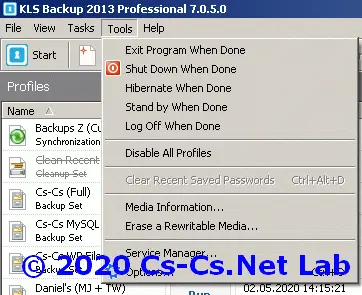 KLS Backup 2013 Professional 7.0.5.0
File View Tasks Tools Help
Start
Exit Program When Done
Shut Down When Done
Hibernate When Done
Stand by When Done
Log Off When Done
Disable All Profiles
Clear Recent Saved Passwords Ctrl+Alt+D
Media Information...
Erase a Rewritable Media...
Service Manager...
Options...
Profiles
Name
Backups Z (Cu
Synchronization
Clean Recent
Cleanup Set
Cs-Cs (Full)
Backup Set
Cs-Cs MySQL
Backup Set
Cs-Cs WP File
Backup Set
Daniel's (MJ + TW)
Run
02.05.2020 14:15:21
© 2020 Cs-Cs.Net Lab